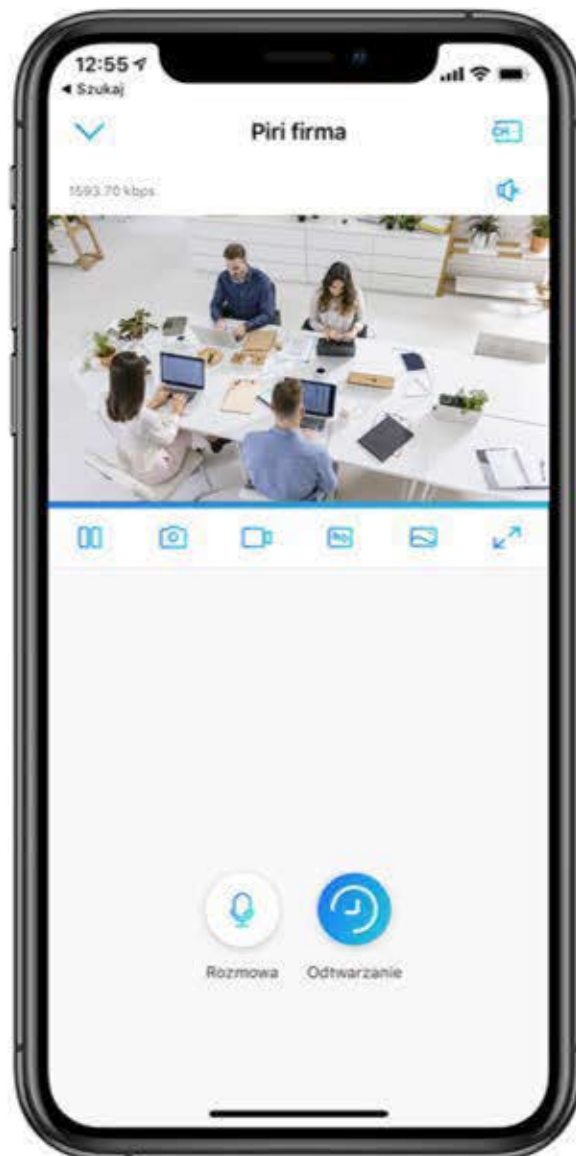 12:55
◀ Szukaj
Piri firma
1593.70 kbps
Rozmowa
Odtwarzanie